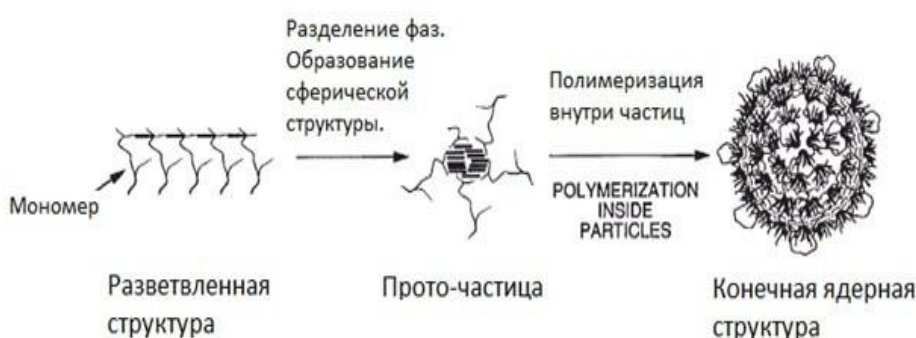 Разделение фаз.
Образование
сферической
структуры.
Полимеризация
внутри частиц
Мономер
POLYMERIZATION
INSIDE
PARTICLES
Разветвленная
структура
Прото-частица
Конечная ядерная
структура